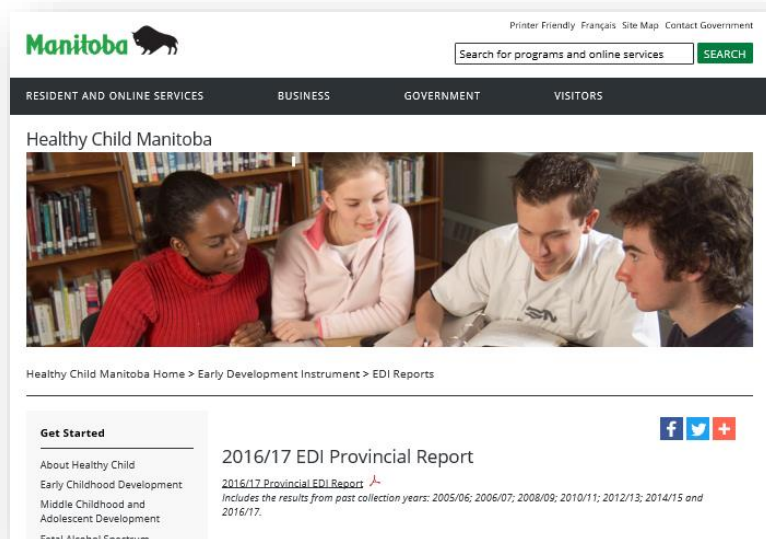 Printer Friendly Français Site Map Contact Government
Manitoba
Search for programs and online services SEARCH
RESIDENT AND ONLINE SERVICES BUSINESS GOVERNMENT VISITORS
Healthy Child Manitoba
Healthy Child Manitoba Home > Early Development Instrument > EDI Reports
Get Started
About Healthy Child
Early Childhood Development
Middle Childhood and
Adolescent Development
Fetal Alcohol Spectrum
2016/17 EDI Provincial Report
2016/17 Provincial EDI Report
Includes the results from past collection years: 2005/06; 2006/07; 2008/09; 2010/11; 2012/13; 2014/15 and
2016/17.